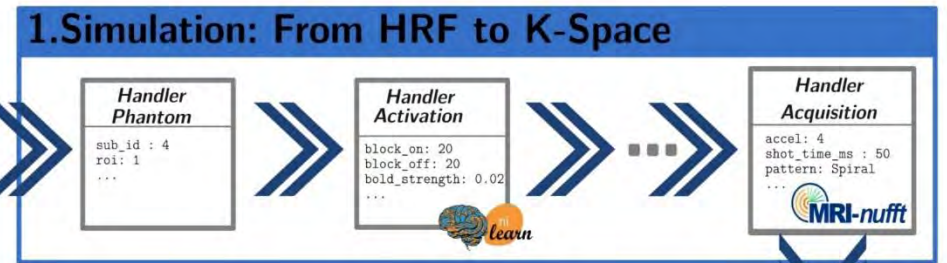 1.Simulation: From HRF to K-Space
Handler
Phantom
sub_id : 4
roi: 1
...
Handler
Activation
block_on: 20
block_off: 20
bold_strength: 0.02
...
ni
learn
Handler
Acquisition
accel: 4
shot_time_ms : 50
pattern: Spiral
...
MRI-nufft